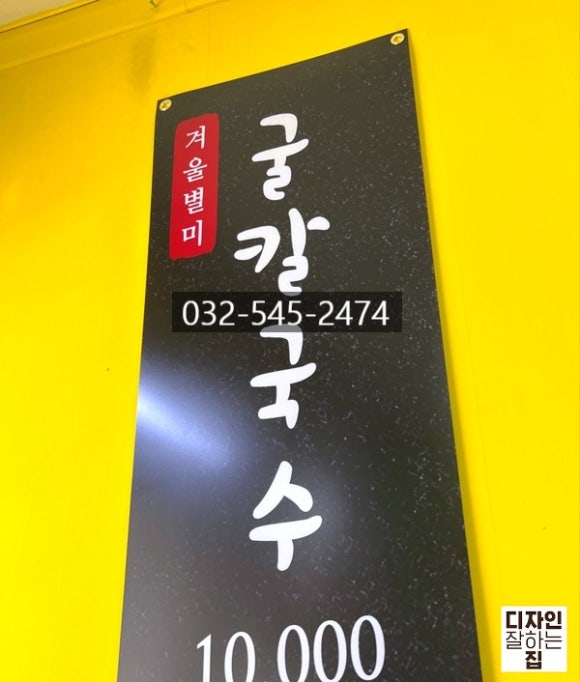 겨울별미
굴칼국수
032-545-2474
10,000
디자인
잘하는
집